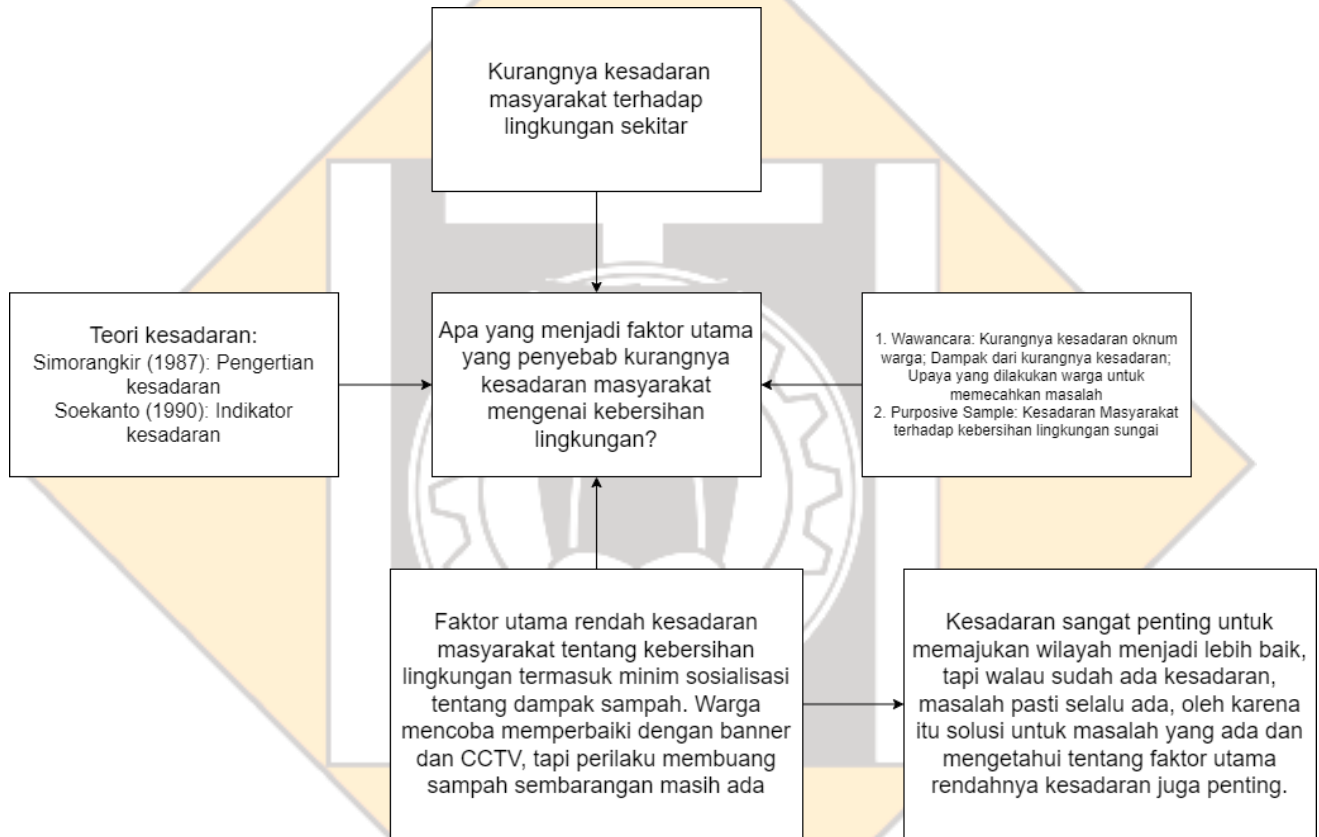 Kurangnya kesadaran
masyarakat terhadap
lingkungan sekitar
Teori kesadaran:
Simorangkir (1987): Pengertian
kesadaran
Soekanto (1990): Indikator
kesadaran
Apa yang menjadi faktor utama
yang penyebab kurangnya
kesadaran masyarakat
mengenai kebersihan
lingkungan?
1. Wawancara: Kurangnya kesadaran oknum
warga; Dampak dari kurangnya kesadaran;
Upaya yang dilakukan warga untuk
memecahkan masalah
2. Purposive Sample: Kesadaran Masyarakat
terhadap kebersihan lingkungan sungai
Faktor utama rendah kesadaran
masyarakat tentang kebersihan
lingkungan termasuk minim sosialisasi
tentang dampak sampah. Warga
mencoba memperbaiki dengan banner
dan CCTV, tapi perilaku membuang
sampah sembarangan masih ada
Kesadaran sangat penting untuk
memajukan wilayah menjadi lebih baik,
tapi walau sudah ada kesadaran,
masalah pasti selalu ada, oleh karena
itu solusi untuk masalah yang ada dan
mengetahui tentang faktor utama
rendahnya kesadaran juga penting.